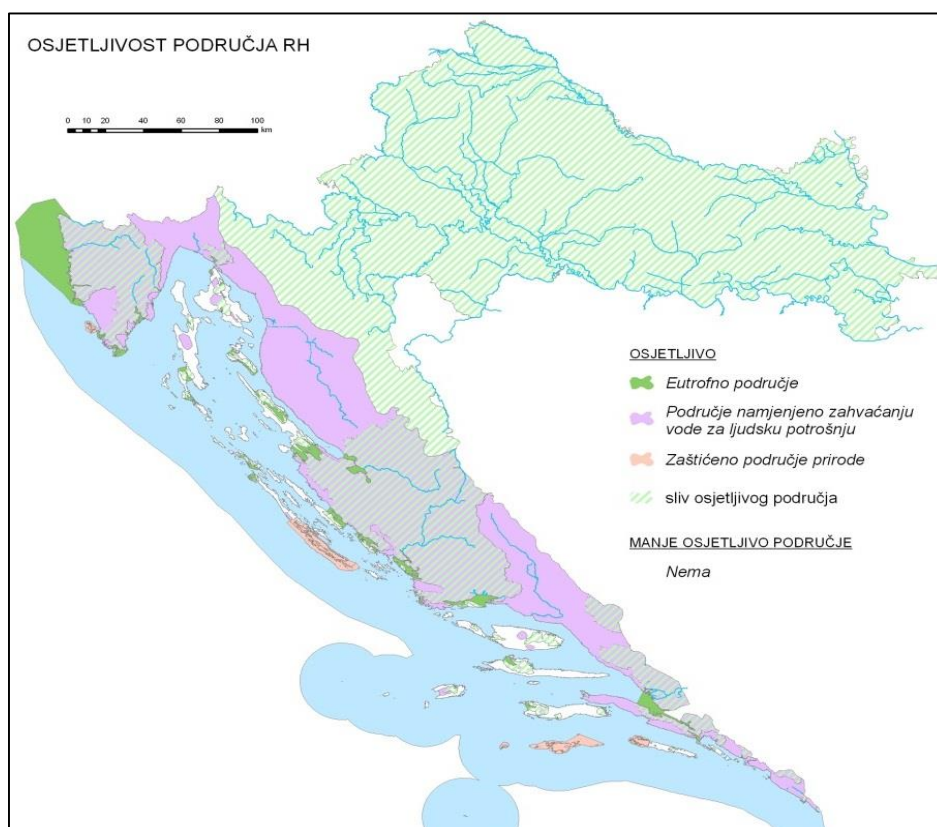 OSJETLJIVOST PODRUČJA RH
0 10 20 40 60 80 100
km
OSJETLJIVO
Eutrofno područje
Područje namjenjeno zahvaćanju
vode za ljudsku potrošnju
Zaštićeno područje prirode
sliv osjetljivog područja
MANJE OSJETLJIVO PODRUČJE
Nema